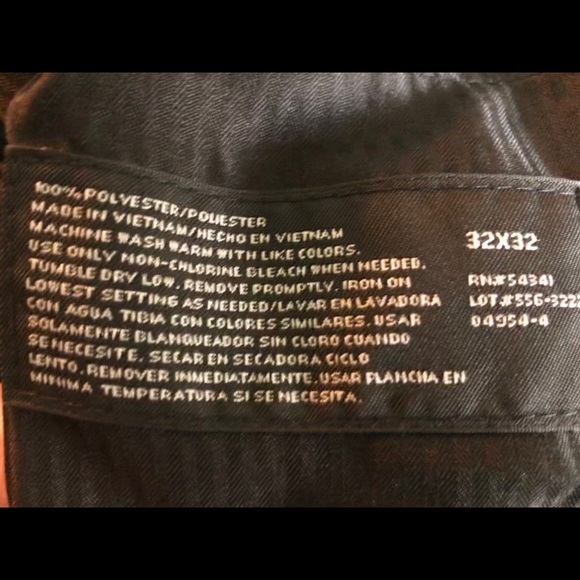 100% POLYESTER/POLIESTER
MADE IN VIETNAM/HECHO EN VIETNAM
MACHINE WASH WARM WITH LIKE COLORS.
USE ONLY NON-CHLORINE BLEACH WHEN NEEDED.
TUMBLE DRY LOW. REMOVE PROMPTLY. IRON ON
LOWEST SETTING AS NEEDED/LAVAR EN LAVADORA
CON AGUA TIBIA CON COLORES SIMILARES. USAR
SOLAMENTE BLANQUEADOR SIN CLORO CUANDO
SE NECESITE. SECAR EN SECADORA CICLO
LENTO. REMOVER INMEDIATAMENTE. USAR PLANCHA EN
MINIMA TEMPERATURA SI SE NECESITA.
32X32
RN#54341
LOT#556-322
04954-4